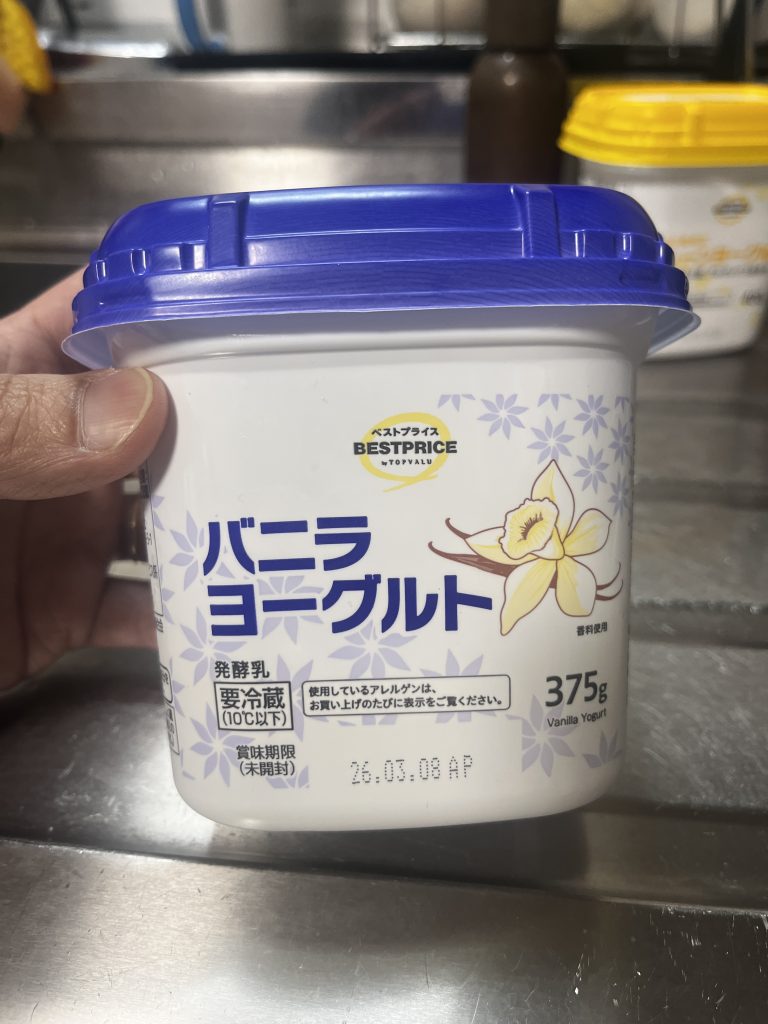 ベストプライス
BESTPRICE
by TOPVALU
バニラ
ヨーグルト
香料使用
発酵乳
要冷蔵
(10℃以下)
使用しているアレルゲンは、
お買い上げのたびに表示をご覧ください。
375g
Vanilla Yogurt
賞味期限
(未開封)
26.03.08 AP